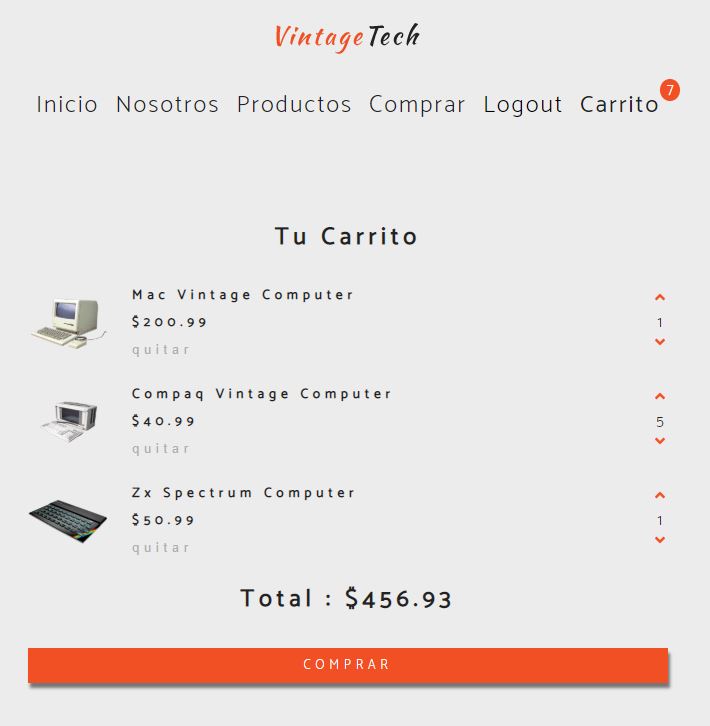 VintageTech
Inicio Nosotros Productos Comprar Logout Carrito 7
Tu Carrito
Mac Vintage Computer
$200.99
1
quitar
Compaq Vintage Computer
$40.99
5
quitar
Zx Spectrum Computer
$50.99
1
quitar
Total : $456.93
COMPRAR